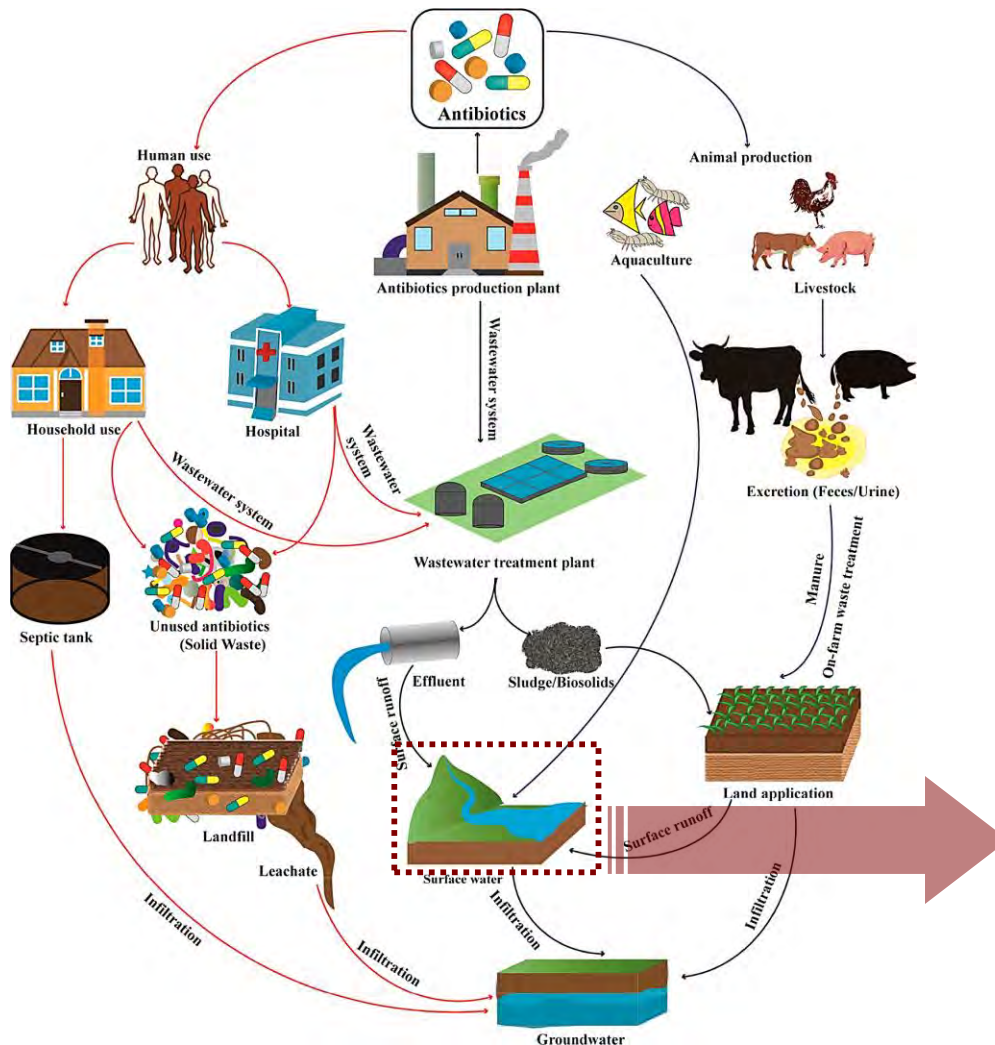 Antibiotics
Human use
Animal production
Aquaculture
Antibiotics production plant
Livestock
Wastewater system
Household use
Hospital
Wastewater system
Wastewater
system
Excretion (Feces/Urine)
Wastewater treatment plant
Manure
On-farm waste treatment
Septic tank
Unused antibiotics
(Solid Waste)
Effluent
Sludge/Biosolids
Surface runoff
Land application
Landfill
Surface runoff
Leachate
Surface water
Infiltration
Infiltration
Infiltration
Infiltration
Groundwater